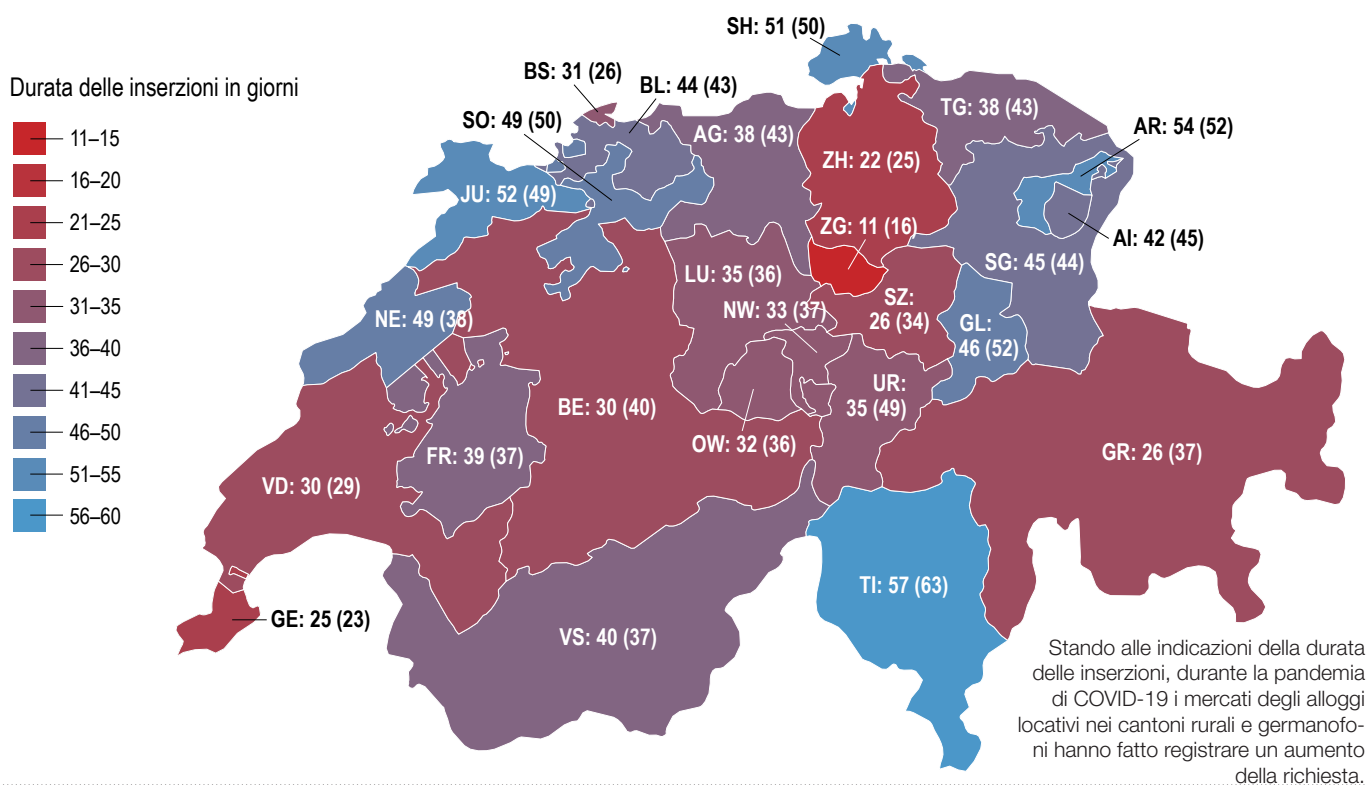 Durata delle inserzioni in giorni
11–15
16–20
21–25
26–30
31–35
36–40
41–45
46–50
51–55
56–60
SH: 51 (50)
BS: 31 (26)
BL: 44 (43)
SO: 49 (50)
AG: 38 (43)
TG: 38 (43)
AR: 54 (52)
ZH: 22 (25)
JU: 52 (49)
ZG: 11 (16)
AI: 42 (45)
LU: 35 (36)
SG: 45 (44)
NW: 33 (37)
SZ:
26 (34)
NE: 49 (38)
GL:
46 (52)
UR:
35 (49)
BE: 30 (40)
OW: 32 (36)
GR: 26 (37)
FR: 39 (37)
VD: 30 (29)
TI: 57 (63)
GE: 25 (23)
VS: 40 (37)
Stando alle indicazioni della durata
delle inserzioni, durante la pandemia
di COVID-19 i mercati degli alloggi
locativi nei cantoni rurali e germanofo-
ni hanno fatto registrare un aumento
della richiesta.